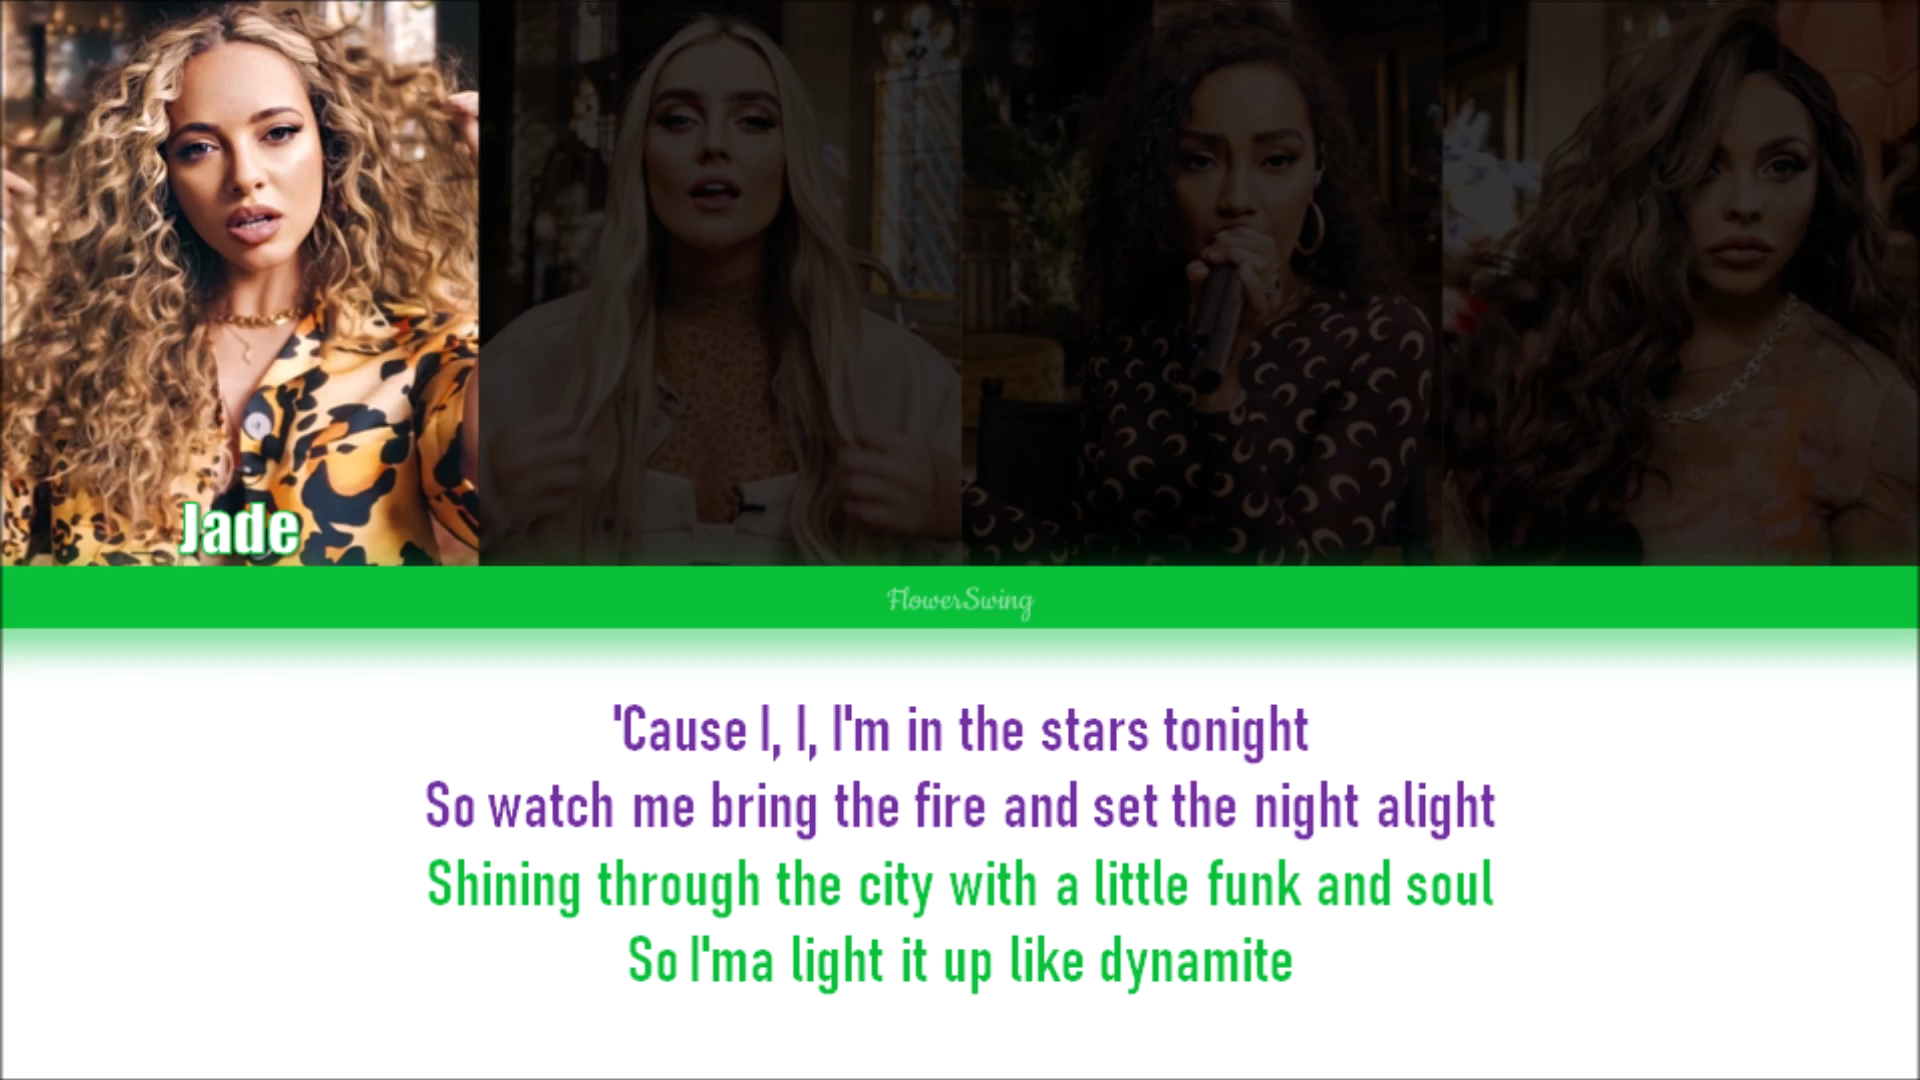 Jade
FlowerSwing
'Cause I, I, I'm in the stars tonight
So watch me bring the fire and set the night alight
Shining through the city with a little funk and soul
So I'ma light it up like dynamite